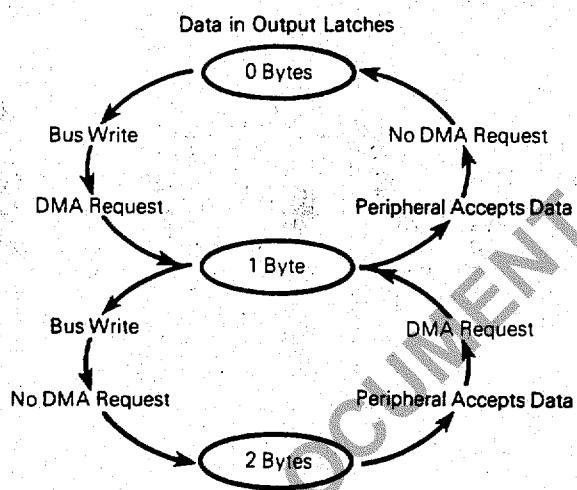 Data in Output Latches
0 Bytes
Bus Write
No DMA Request
DMA Request
Peripheral Accepts Data
1 Byte
Bus Write
DMA Request
No DMA Request
Peripheral Accepts Data
2 Bytes
OCUMENT